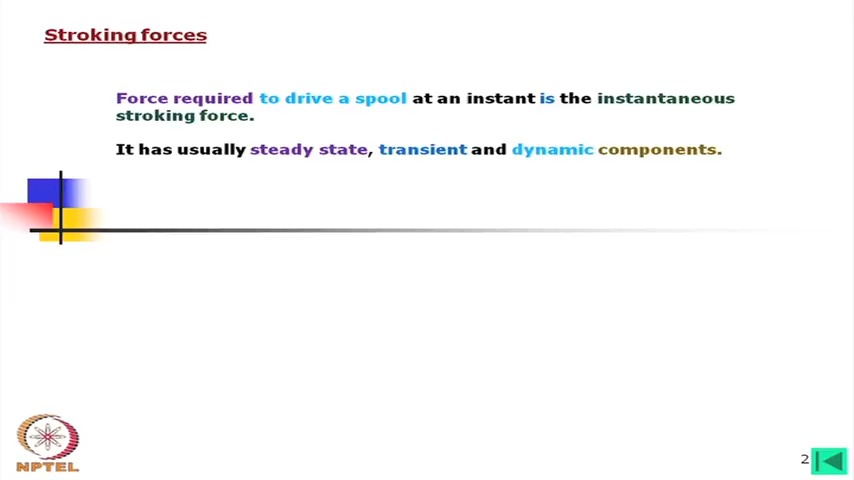 Stroking forces
Force required to drive a spool at an instant is the instantaneous
stroking force.
It has usually steady state, transient and dynamic components.
NPTEL
2